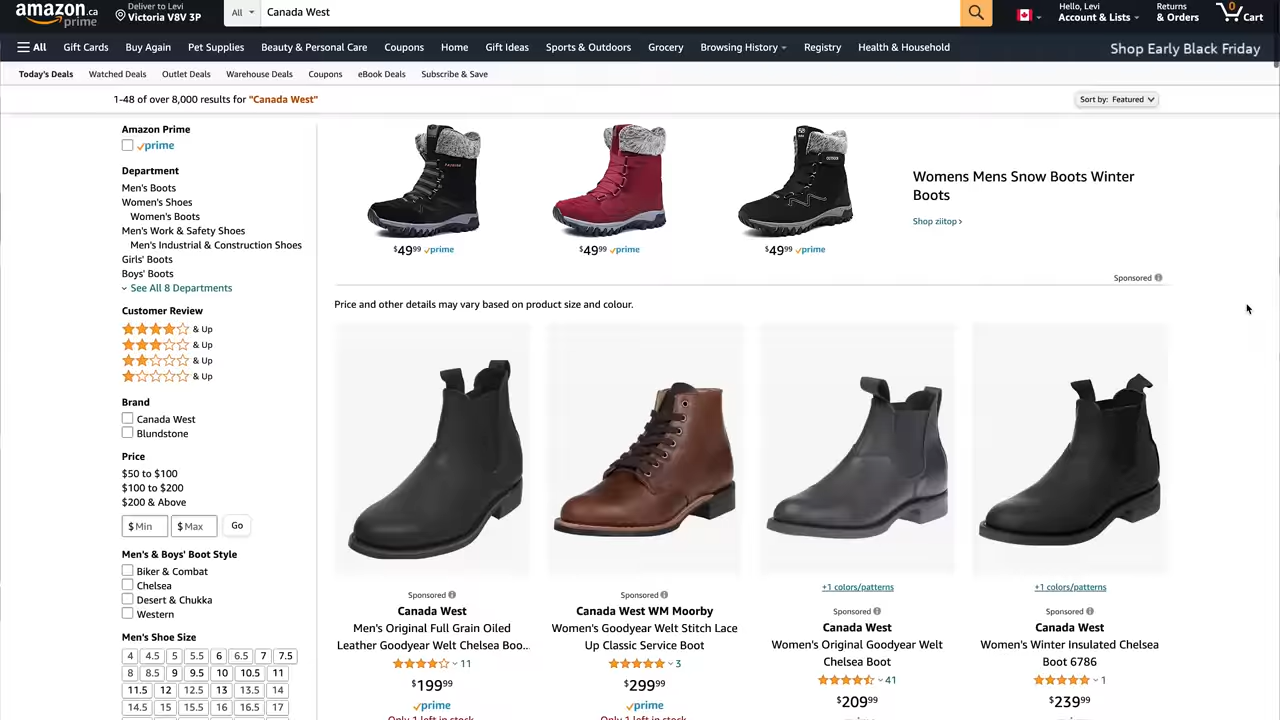 amazon.ca
prime
Deliver to Levi
Victoria V8V 3P
All
Canada West
Hello, Levi
Account & Lists
Returns
& Orders
0
Cart
All
Gift Cards
Buy Again
Pet Supplies
Beauty & Personal Care
Coupons
Home
Gift Ideas
Sports & Outdoors
Grocery
Browsing History
Registry
Health & Household
Shop Early Black Friday
Today's Deals
Watched Deals
Outlet Deals
Warehouse Deals
Coupons
eBook Deals
Subscribe & Save
1-48 of over 8,000 results for "Canada West"
Sort by: Featured
Amazon Prime
prime
Department
Men's Boots
Women's Shoes
Women's Boots
Men's Work & Safety Shoes
Men's Industrial & Construction Shoes
Girls' Boots
Boys' Boots
See All 8 Departments
Customer Review
& Up
& Up
& Up
& Up
Brand
Canada West
Blundstone
Price
$50 to $100
$100 to $200
$200 & Above
$ Min
$ Max
Go
Men's & Boys' Boot Style
Biker & Combat
Chelsea
Desert & Chukka
Western
Men's Shoe Size
4 4.5 5 5.5 6 6.5 7 7.5
8 8.5 9 9.5 10 10.5 11
11.5 12 12.5 13 13.5 14
14.5 15 15.5 16 16.5 17
$49.99 prime
$49.99 prime
$49.99 prime
Womens Mens Snow Boots Winter
Boots
Shop ziitop
Sponsored
Price and other details may vary based on product size and colour.
Sponsored
Canada West
Men's Original Full Grain Oiled
Leather Goodyear Welt Chelsea Boo...
11
$199.99
prime
Only 1 left in stock
Sponsored
Canada West WM Moorby
Women's Goodyear Welt Stitch Lace
Up Classic Service Boot
3
$299.99
prime
Only 1 left in stock
+1 colors/patterns
Sponsored
Canada West
Women's Original Goodyear Welt
Chelsea Boot
41
$209.99
+1 colors/patterns
Sponsored
Canada West
Women's Winter Insulated Chelsea
Boot 6786
1
$239.99